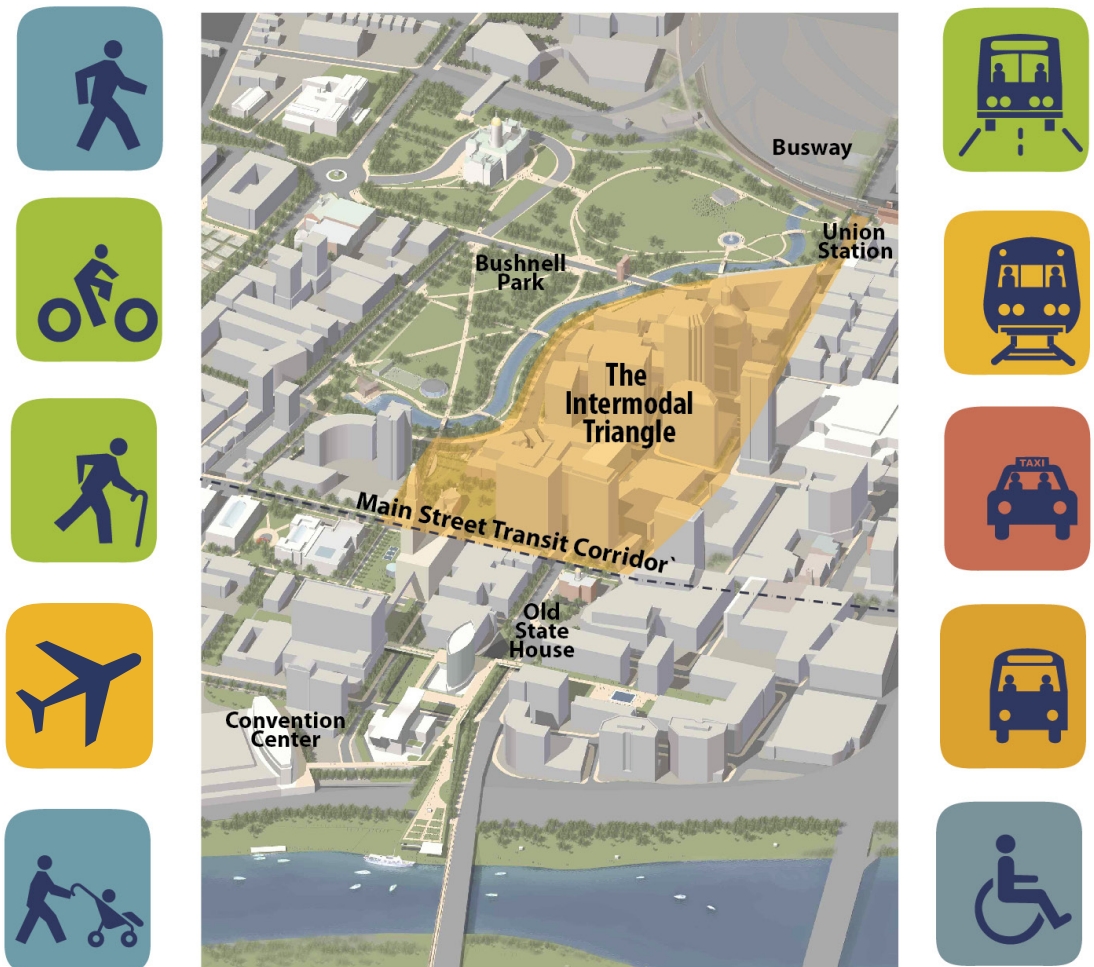 Busway
Union
Station
Bushnell
Park
The
Intermodal
Triangle
TAXI
Main Street Transit Corridor`
Old
State
House
Convention
Center